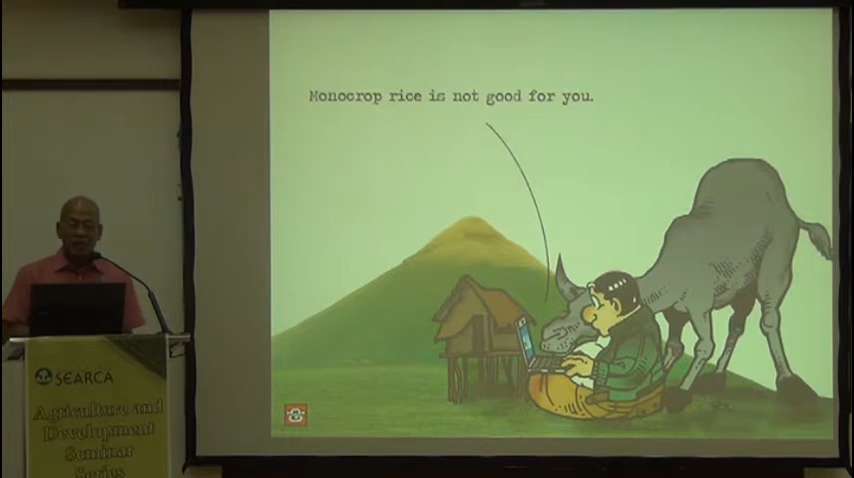 Monocrop rice is not good for you.
SEARCA
Agriculture and
Development
Seminar
Series